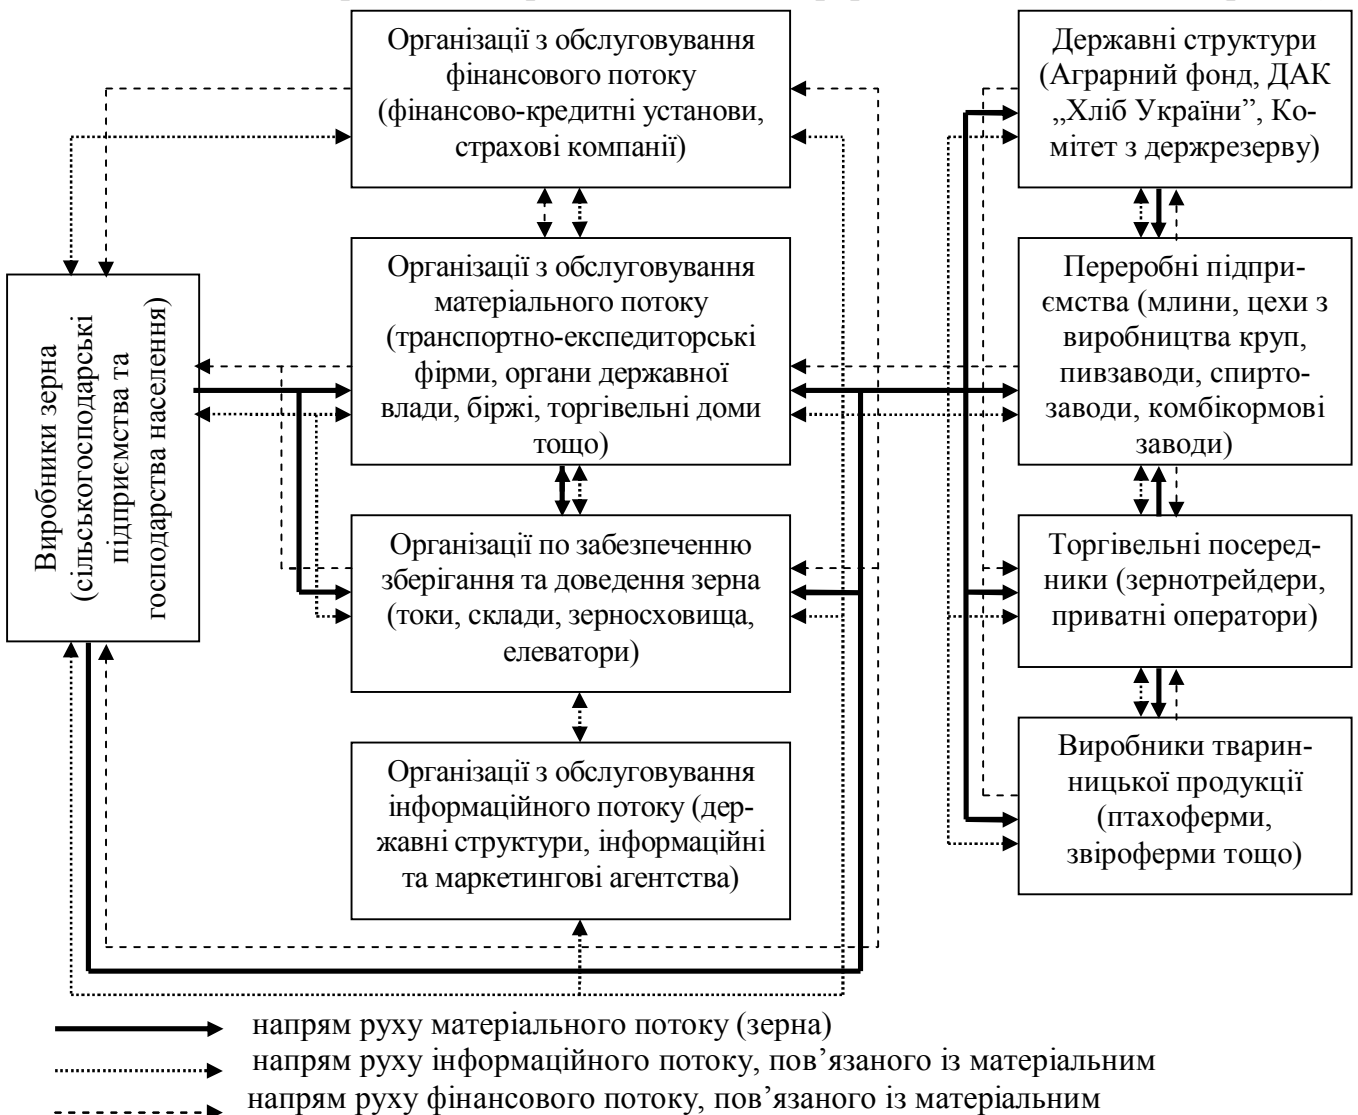 Організації з обслуговування
фінансового потоку
(фінансово-кредитні установи,
страхові компанії)
Державні структури
(Аграрний фонд, ДАК
„Хліб України”, Ко-
мітет з держрезерву)
Виробники зерна
(сільськогосподарські
підприємства та
господарства населення)
Організації з обслуговування
матеріального потоку
(транспортно-експедиторські
фірми, органи державної
влади, біржі, торгівельні доми
тощо)
Переробні підпри-
ємства (млини, цехи з
виробництва круп,
пивзаводи, спирто-
заводи, комбікормові
заводи)
Організації по забезпеченню
зберігання та доведення зерна
(токи, склади, зерносховища,
елеватори)
Торгівельні посеред-
ники (зернотрейдери,
приватні оператори)
Організації з обслуговування
інформаційного потоку (дер-
жавні структури, інформаційні
та маркетингові агентства)
Виробники тварин-
ницької продукції
(птахоферми,
звіроферми тощо)
напрям руху матеріального потоку (зерна)
напрям руху інформаційного потоку, пов’язаного із матеріальним
напрям руху фінансового потоку, пов’язаного із матеріальним